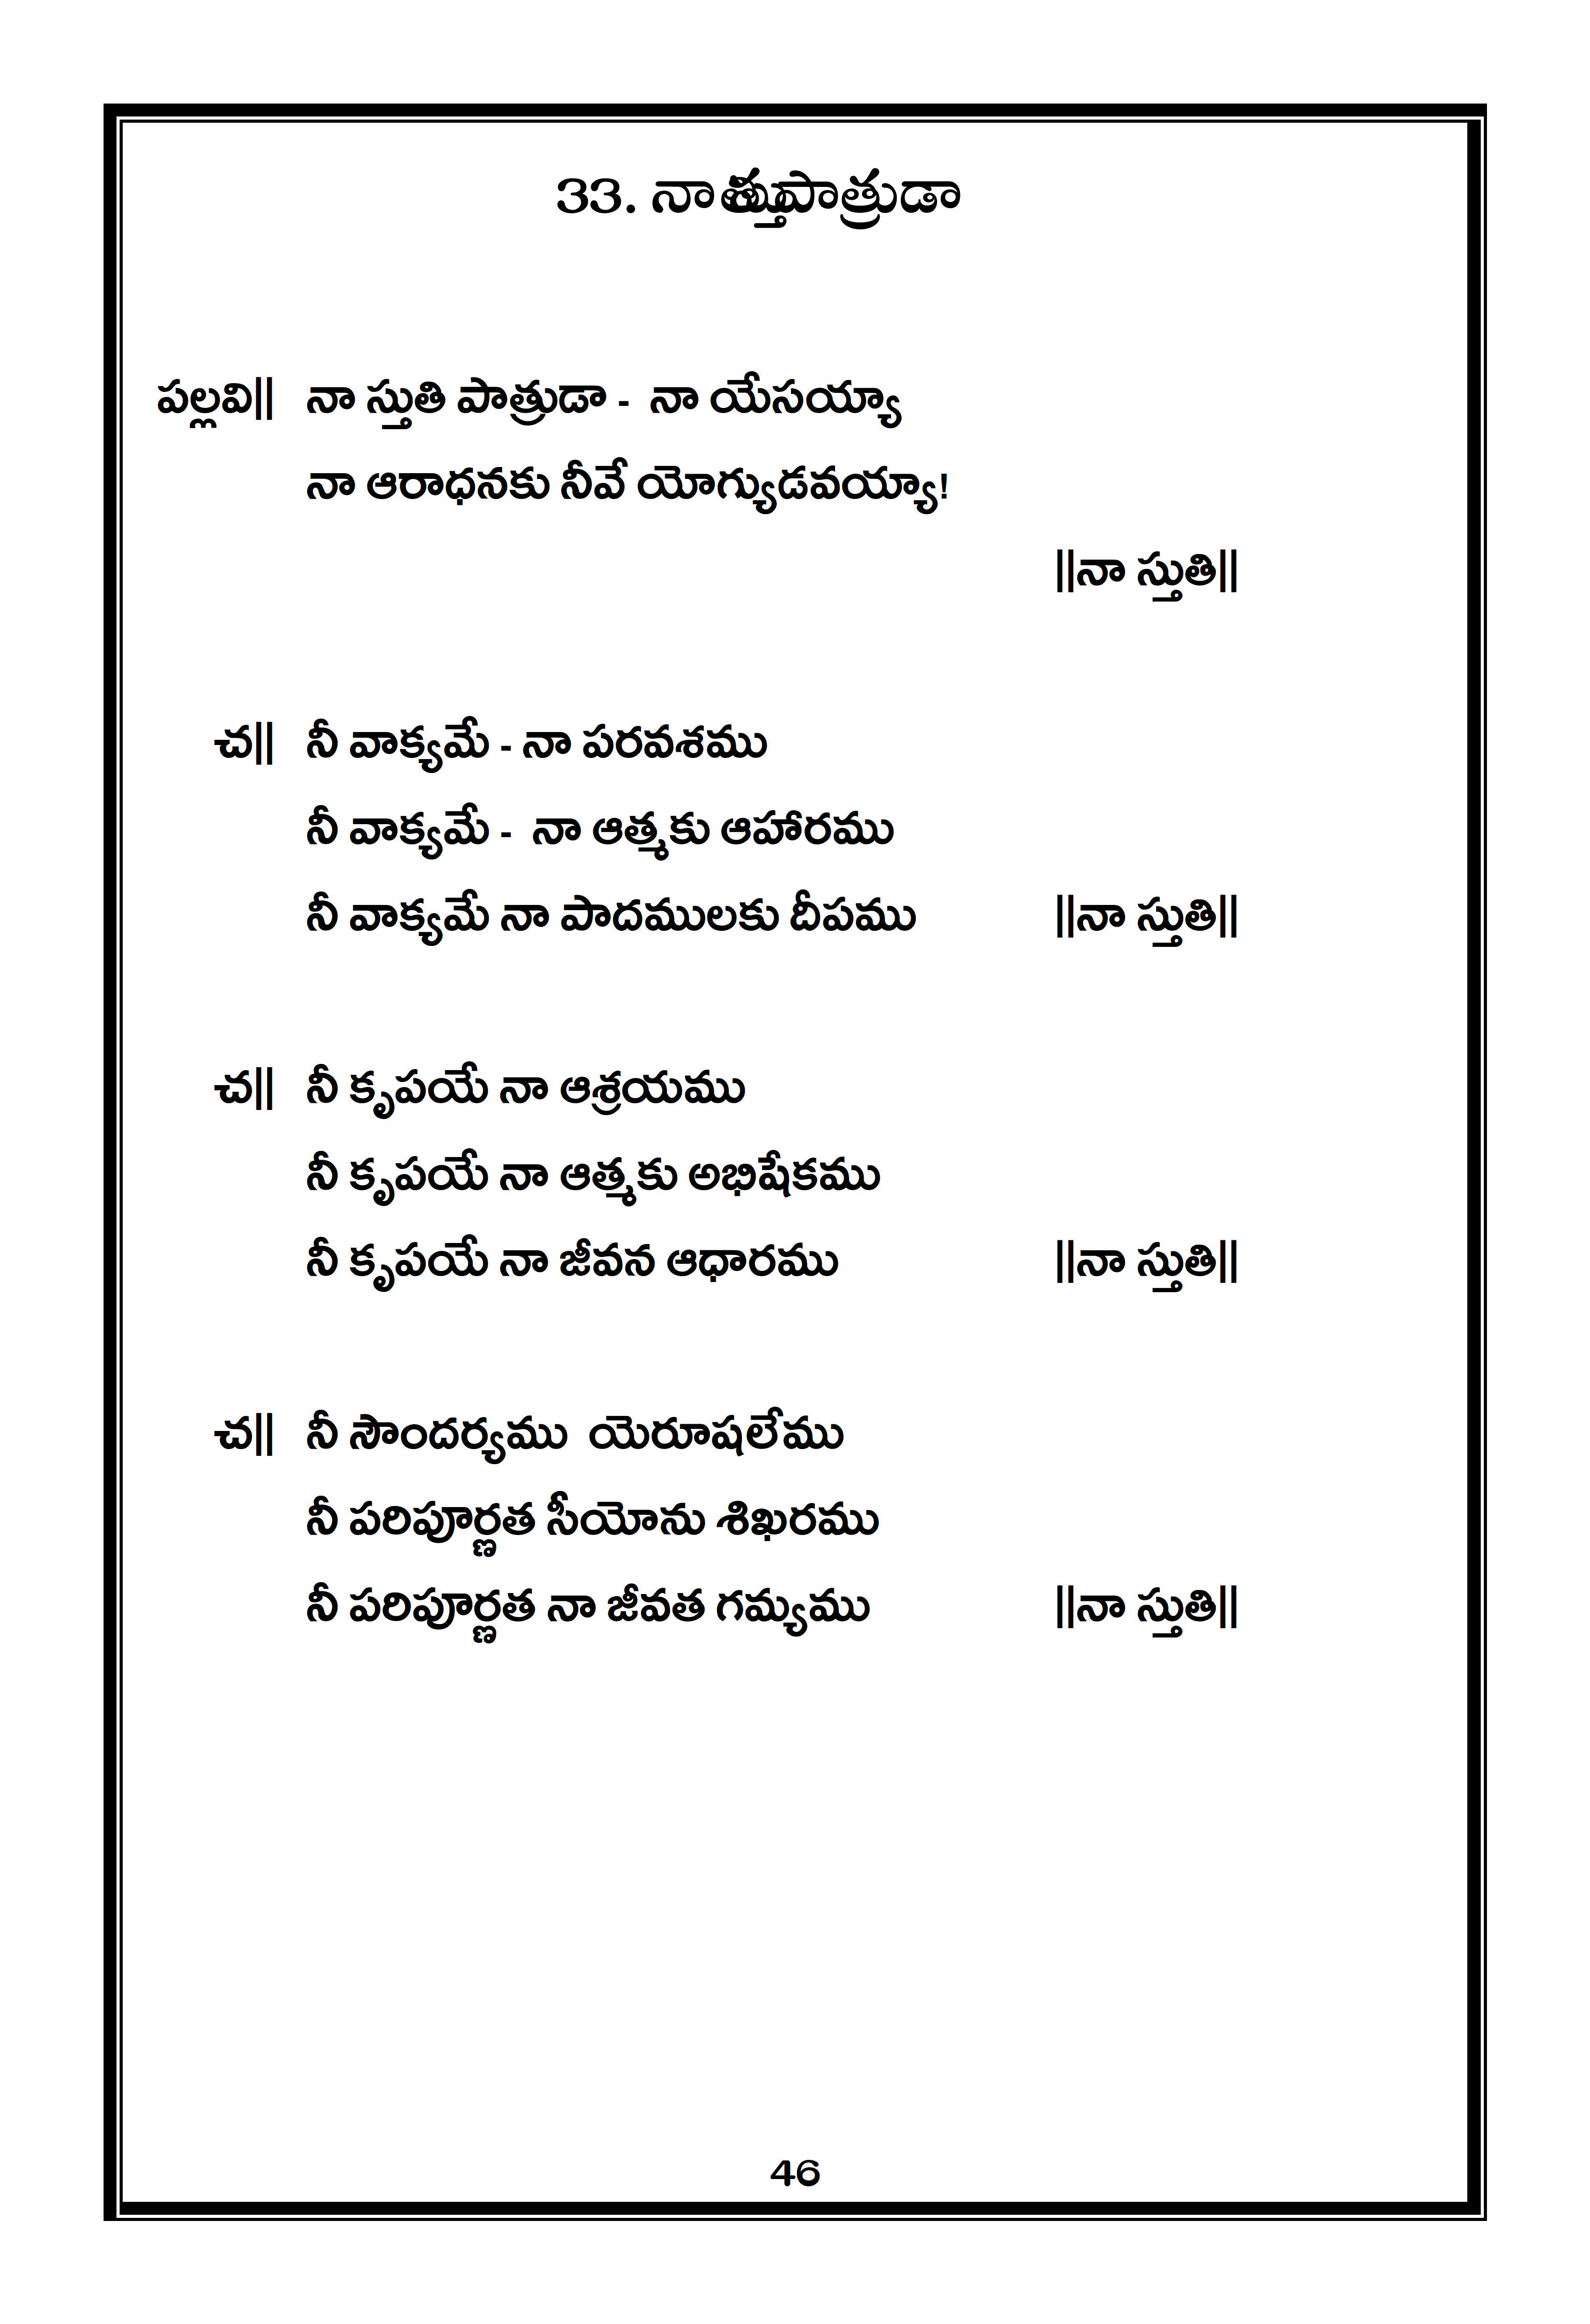 33. నా స్తుతి పాత్రుడా
పల్లవి|| నా స్తుతి పాత్రుడా - నా యేసయ్యా
నా ఆరాధనకు నీవే యోగ్యుడవయ్యా!
||నా స్తుతి||
చ|| నీ వాక్యమే - నా పరవశము
నీ వాక్యమే - నా ఆత్మకు ఆహారము
నీ వాక్యమే నా పాదములకు దీపము ||నా స్తుతి||
చ|| నీ కృపయే నా ఆశ్రయము
నీ కృపయే నా ఆత్మకు అభిషేకము
నీ కృపయే నా జీవన ఆధారము ||నా స్తుతి||
చ|| నీ సౌందర్యము యెరూషలేము
నీ పరిపూర్ణత సీయోను శిఖరము
నీ పరిపూర్ణత నా జీవత గమ్యము ||నా స్తుతి||
46